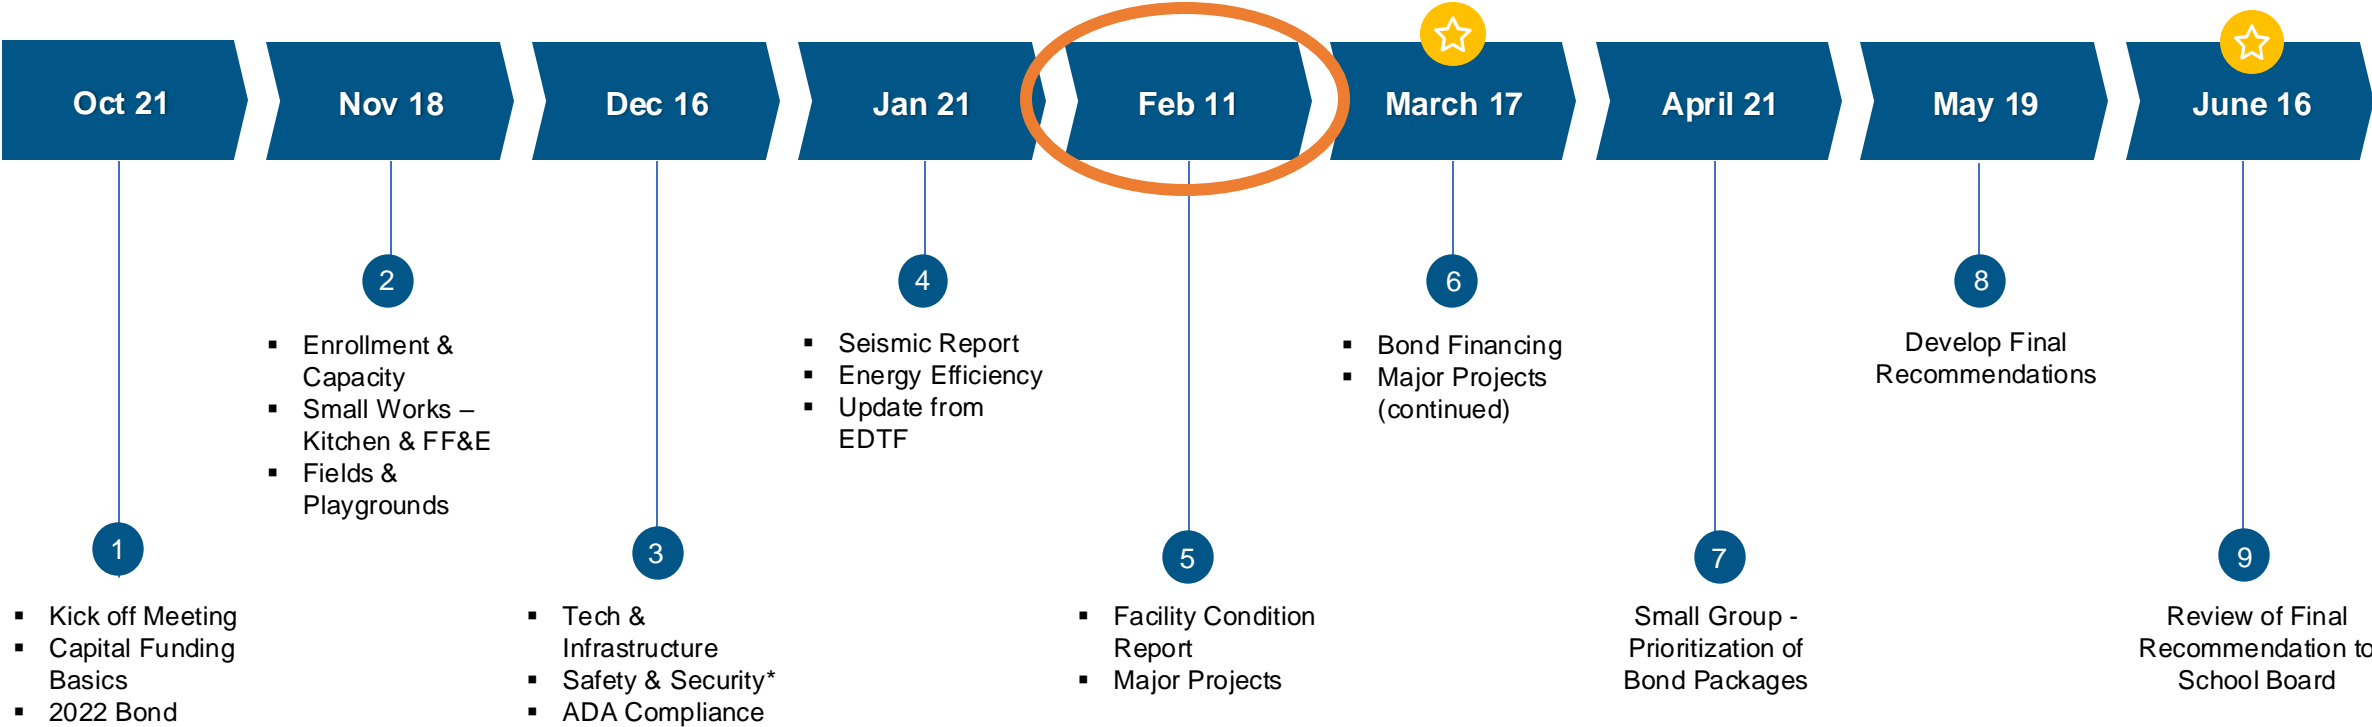 Oct 21
Nov 18
Dec 16
Jan 21
Feb 11
March 17
April 21
May 19
June 16
1
▪ Kick off Meeting
▪ Capital Funding
Basics
▪ 2022 Bond
2
▪ Enrollment &
Capacity
▪ Small Works –
Kitchen & FF&E
▪ Fields &
Playgrounds
3
▪ Tech &
Infrastructure
▪ Safety & Security*
▪ ADA Compliance
4
▪ Seismic Report
▪ Energy Efficiency
▪ Update from
EDTF
5
▪ Facility Condition
Report
▪ Major Projects
6
▪ Bond Financing
▪ Major Projects
(continued)
7
Small Group -
Prioritization of
Bond Packages
8
Develop Final
Recommendations
9
Review of Final
Recommendation to
School Board